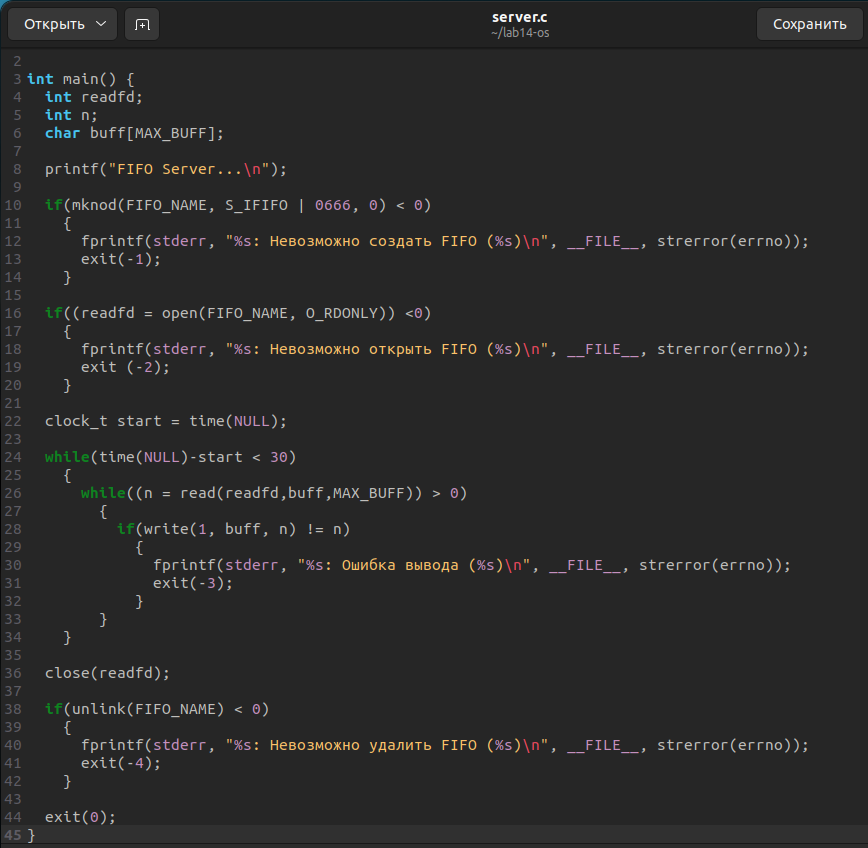 Открыть
server.c
~/lab14-os
Сохранить
2
3 int main() {
4   int readfd;
5   int n;
6   char buff[MAX_BUFF];
7
8   printf("FIFO Server...\n");
9
10   if(mknod(FIFO_NAME, S_IFIFO | 0666, 0) < 0)
11     {
12       fprintf(stderr, "%s: Невозможно создать FIFO (%s)\n", __FILE__, strerror(errno));
13       exit(-1);
14     }
15
16   if((readfd = open(FIFO_NAME, O_RDONLY)) <0)
17     {
18       fprintf(stderr, "%s: Невозможно открыть FIFO (%s)\n", __FILE__, strerror(errno));
19       exit (-2);
20     }
21
22   clock_t start = time(NULL);
23
24   while(time(NULL)-start < 30)
25     {
26       while((n = read(readfd,buff,MAX_BUFF)) > 0)
27         {
28           if(write(1, buff, n) != n)
29             {
30               fprintf(stderr, "%s: Ошибка вывода (%s)\n", __FILE__, strerror(errno));
31               exit(-3);
32             }
33         }
34     }
35
36   close(readfd);
37
38   if(unlink(FIFO_NAME) < 0)
39     {
40       fprintf(stderr, "%s: Невозможно удалить FIFO (%s)\n", __FILE__, strerror(errno));
41       exit(-4);
42     }
43
44   exit(0);
45 }